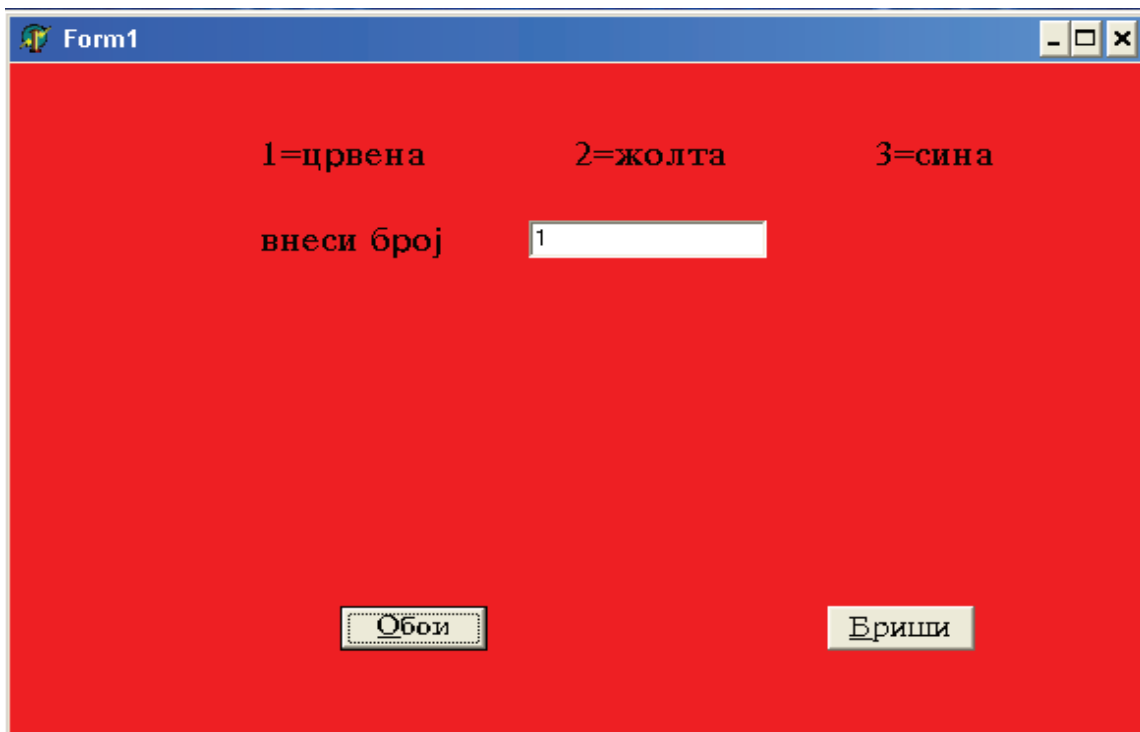 Form1
1=црвена 2=жолта 3=сина
внеси број 1
Обои Бриши